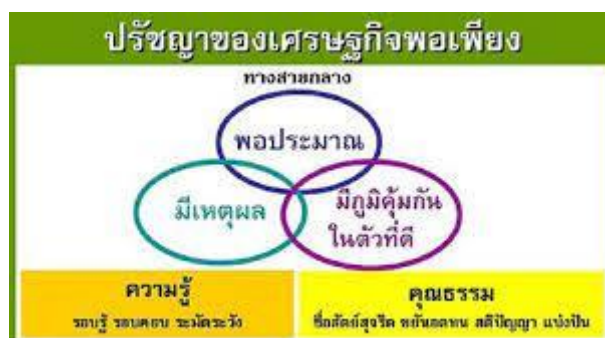 ปรัชญาของเศรษฐกิจพอเพียง
ทางสายกลาง
พอประมาณ
มีเหตุผล
มีภูมิคุ้มกัน
ในตัวที่ดี
ความรู้
รอบรู้ รอบคอบ ระมัดระวัง
คุณธรรม
ซื่อสัตย์สุจริต ขยันอดทน สติปัญญา แบ่งปัน